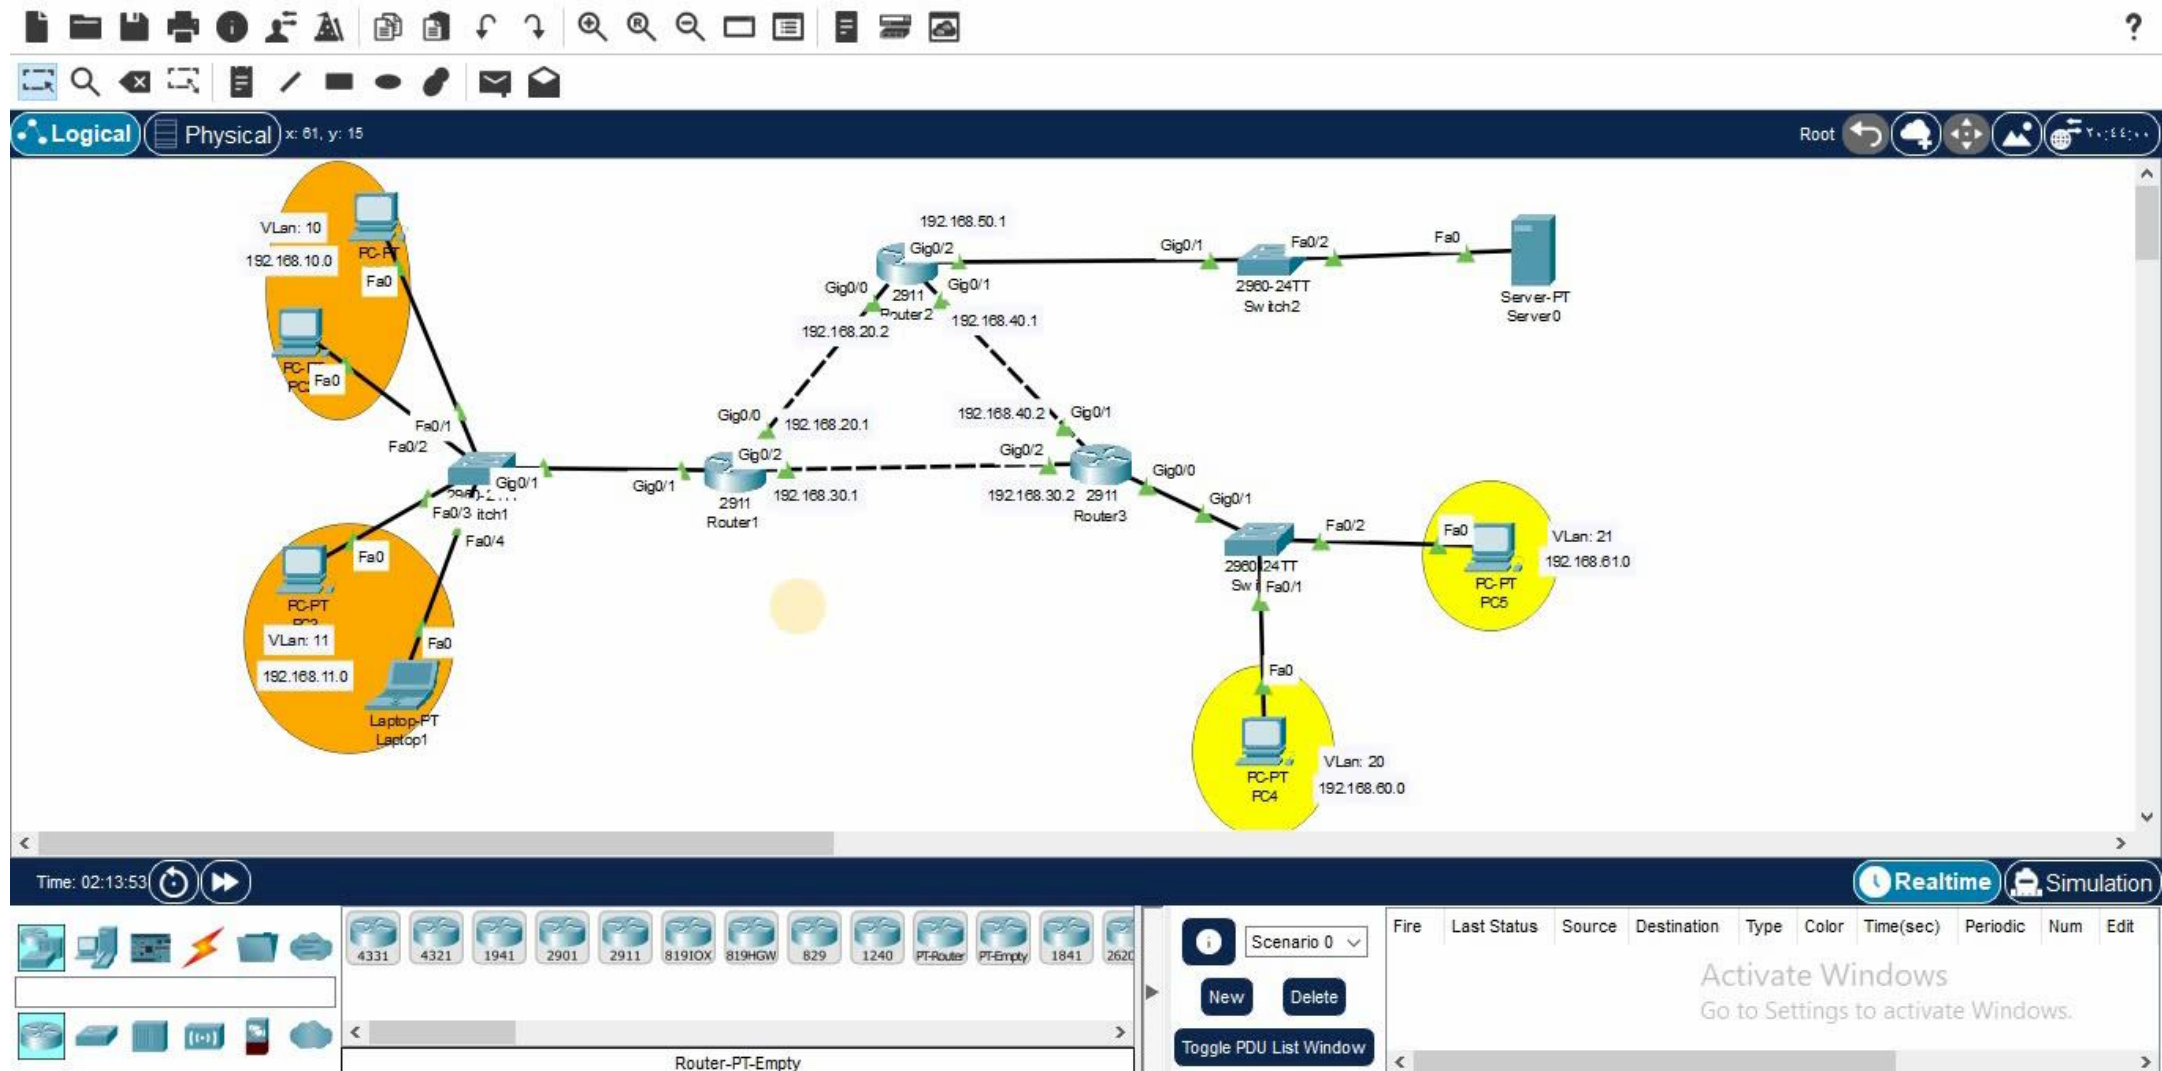 ?
Logical
Physical
x: 61, y: 15
Root
٢٠:٤٤:٠٠
VLan: 10
192.168.10.0
PC-PT
Fa0
Fa0
Fa0/1
Fa0/2
Gig0/1
Fa0/3
Fa0/4
Fa0
PC-PT
VLan: 11
192.168.11.0
Fa0
Laptop-PT
Laptop1
192.168.50.1
Gig0/2
Gig0/0
2911
Router2
Gig0/1
192.168.20.2
192.168.40.1
Gig0/1
Fa0/2
2960-24TT
Switch2
Fa0
Server-PT
Server0
Gig0/0
192.168.20.1
Gig0/1
Gig0/2
192.168.30.1
2911
Router1
192.168.40.2
Gig0/1
Gig0/2
192.168.30.2
2911
Router3
Gig0/0
Gig0/1
2960-24TT
Fa0/1
Fa0/2
Fa0
PC-PT
PC5
VLan: 21
192.168.61.0
Fa0
PC-PT
PC4
VLan: 20
192.168.60.0
Time: 02:13:53
Realtime
Simulation
4331
4321
1941
2901
2911
819IOX
819HGW
829
1240
PT-Router
PT-Empty
1841
Router-PT-Empty
Scenario 0
New
Delete
Toggle PDU List Window
Fire Last Status Source Destination Type Color Time(sec) Periodic Num Edit
Activate Windows
Go to Settings to activate Windows.